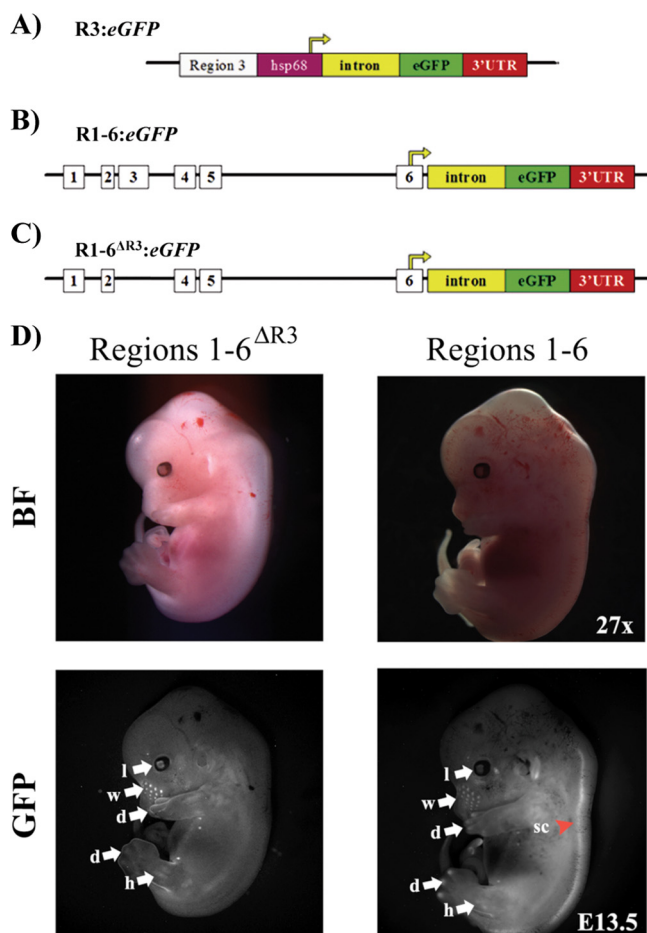 A)
R3:eGFP
Region 3 hsp68 intron eGFP 3'UTR
B)
R1-6:eGFP
1 2 3 4 5 6 intron eGFP 3'UTR
C)
R1-6ΔR3:eGFP
1 2 4 5 6 intron eGFP 3'UTR
D)
Regions 1-6ΔR3 Regions 1-6
BF
27x
GFP
l
w
d
d
h
l
w
d
sc
d
h
E13.5